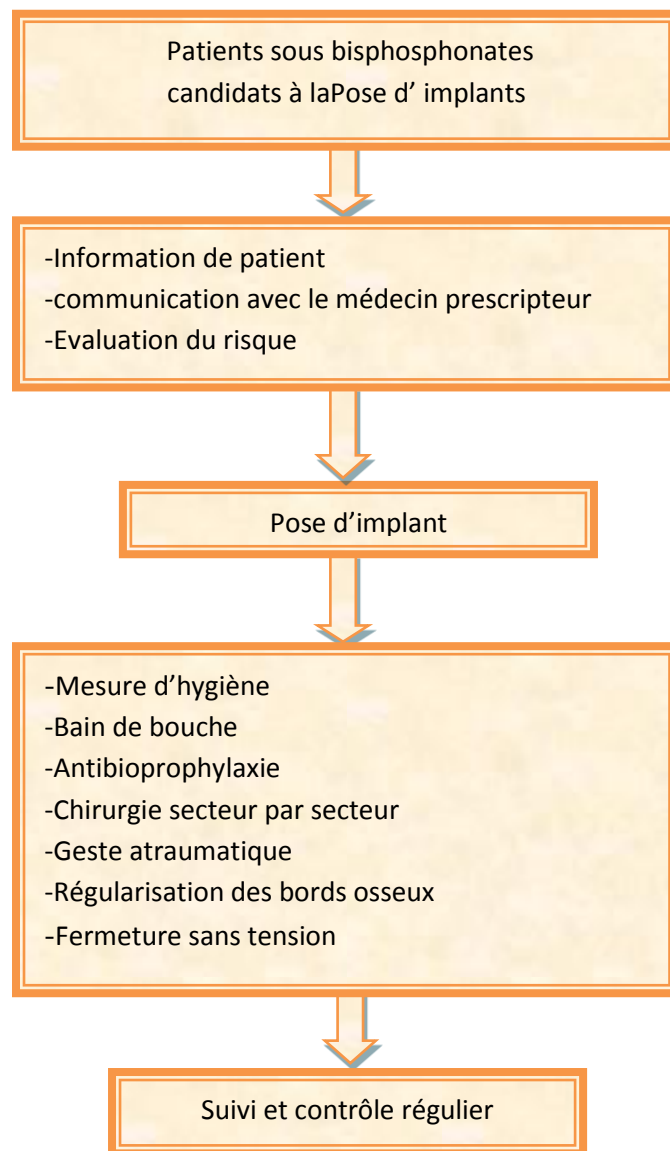 Patients sous bisphosphonates
candidats à laPose d’ implants
-Information de patient
-communication avec le médecin prescripteur
-Evaluation du risque
Pose d’implant
-Mesure d’hygiène
-Bain de bouche
-Antibioprophylaxie
-Chirurgie secteur par secteur
-Geste atraumatique
-Régularisation des bords osseux
-Fermeture sans tension
Suivi et contrôle régulier